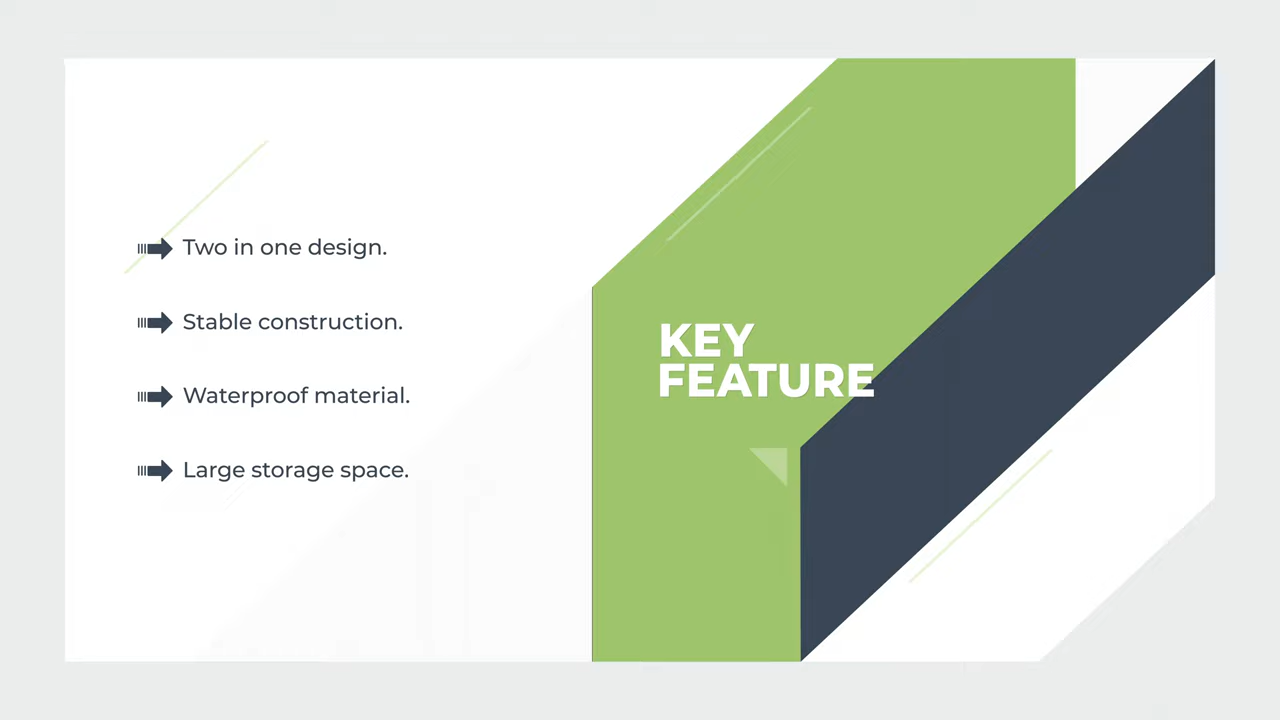 Two in one design.
Stable construction.
Waterproof material.
Large storage space.
KEY
FEATURE